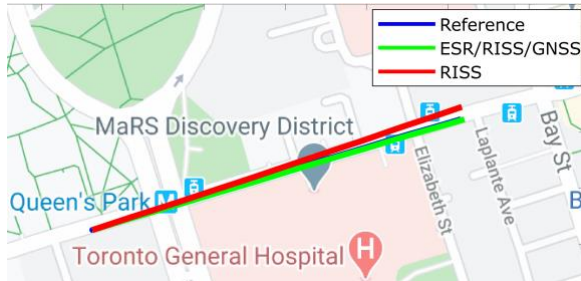 Reference
ESR/RISS/GNSS
RISS
MaRS Discovery District
Queen's Park
M
Elizabeth St
Laplante Ave
Bay St
B
Toronto General Hospital
H